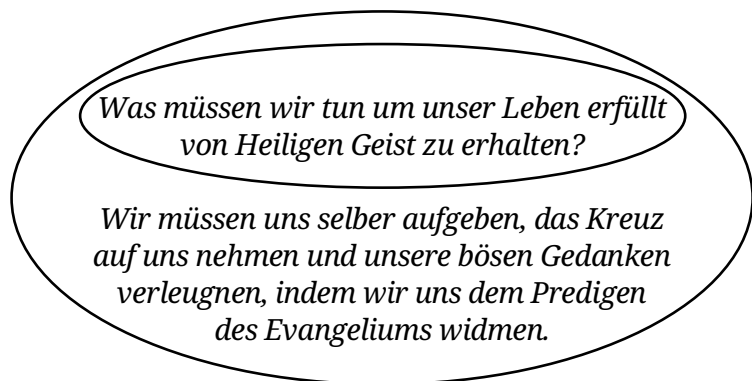 Was müssen wir tun um unser Leben erfüllt
von Heiligen Geist zu erhalten?
Wir müssen uns selber aufgeben, das Kreuz
auf uns nehmen und unsere bösen Gedanken
verleugnen, indem wir uns dem Predigen
des Evangeliums widmen.